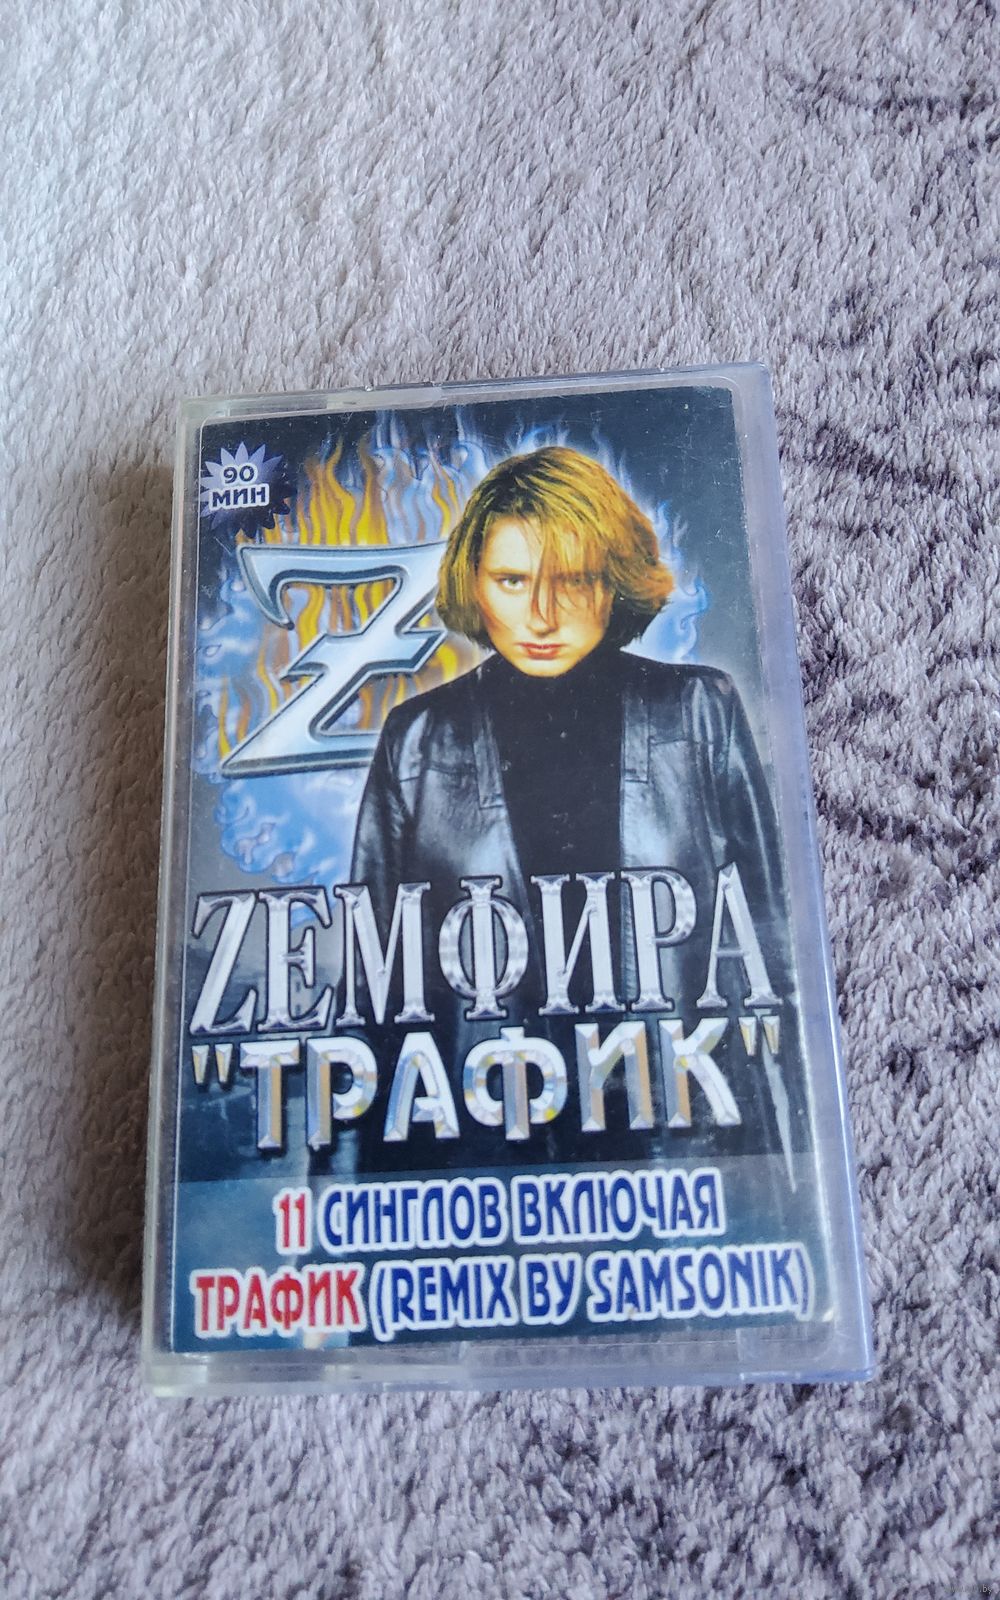 90
МИН
Z
ZЕМФИРА
"ТРАФИК"
11 СИНГЛОВ ВКЛЮЧАЯ
ТРАФИК (REMIX BY SAMSONIK)